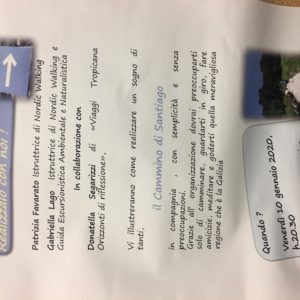 Realizzalo con noi !
Patrizia Favarato Istruttrice di Nordic Walking
Gabriella Lago Istruttrice di Nordic Walking e
Guida Escursionistica Ambientale e Naturalistica
In collaborazione con
Donatella Segarizzi di «Viaggi Tropicana
Orizzonti di riflessione»,
Vi illustreranno come realizzare un sogno di
tanti,
il Cammino di Santiago
in compagnia , con semplicità e senza
preoccupazioni.
Grazie all' organizzazione dovrai preoccuparti
solo di camminare, guardarti in giro, fare
amicizie, meditare e goderti quella meravigliosa
regione che è la Galizia
Quando ?
Venerdì 10 gennaio 2020,
h.20.30